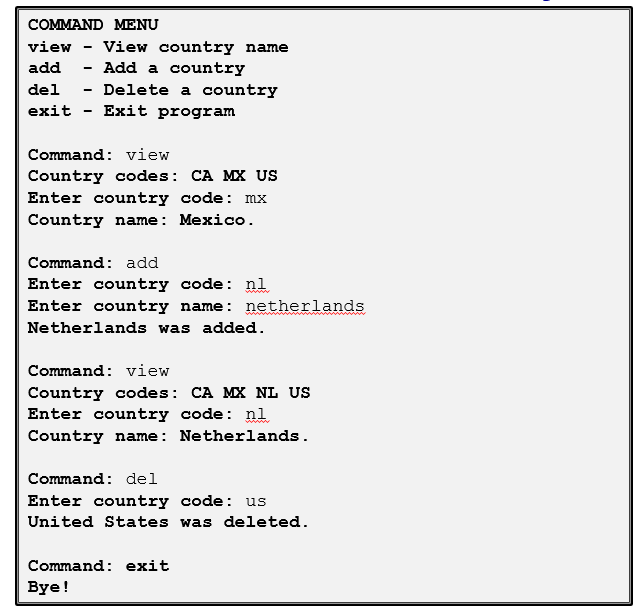 COMMAND MENU
view - View country name
add  - Add a country
del  - Delete a country
exit - Exit program
Command: view
Country codes: CA MX US
Enter country code: mx
Country name: Mexico.
Command: add
Enter country code: nl
Enter country name: netherlands
Netherlands was added.
Command: view
Country codes: CA MX NL US
Enter country code: nl
Country name: Netherlands.
Command: del
Enter country code: us
United States was deleted.
Command: exit
Bye!